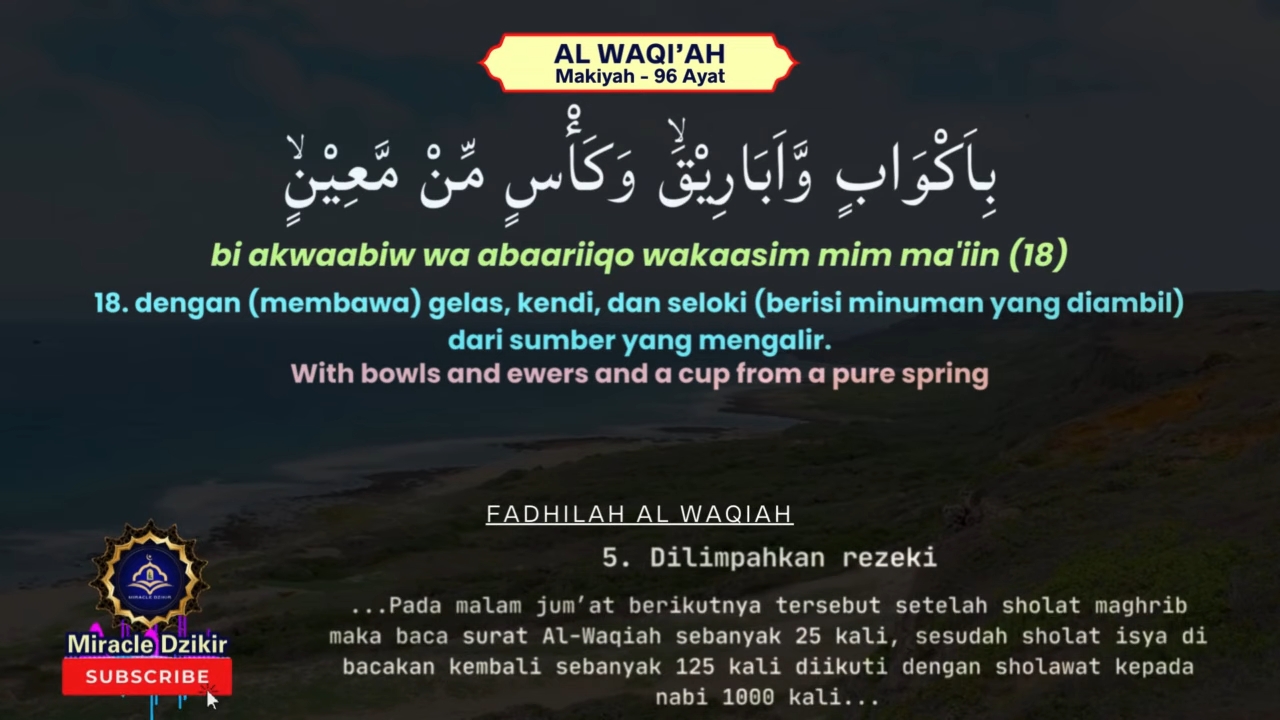 AL WAQI’AH
Makiyah - 96 Ayat
بِاَكْوَابٍ وَّاَبَارِيْقَۙ وَكَأْسٍ مِّنْ مَّعِيْنٍۙ
bi akwaabiw wa abaariiqo wakaasim mim ma'iin (18)
18. dengan (membawa) gelas, kendi, dan seloki (berisi minuman yang diambil)
dari sumber yang mengalir.
With bowls and ewers and a cup from a pure spring
FADHILAH AL WAQIAH
5. Dilimpahkan rezeki
...Pada malam jum’at berikutnya tersebut setelah sholat maghrib
maka baca surat Al-Waqiah sebanyak 25 kali, sesudah sholat isya di
bacakan kembali sebanyak 125 kali diikuti dengan sholawat kepada
nabi 1000 kali...
MIRACLE DZIKIR
Miracle Dzikir
SUBSCRIBE